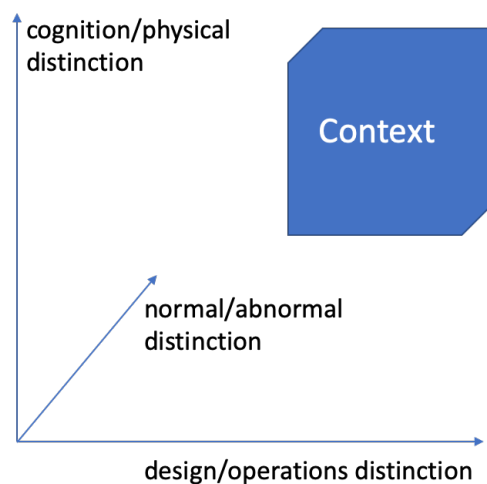 cognition/physical
distinction
Context
normal/abnormal
distinction
design/operations distinction